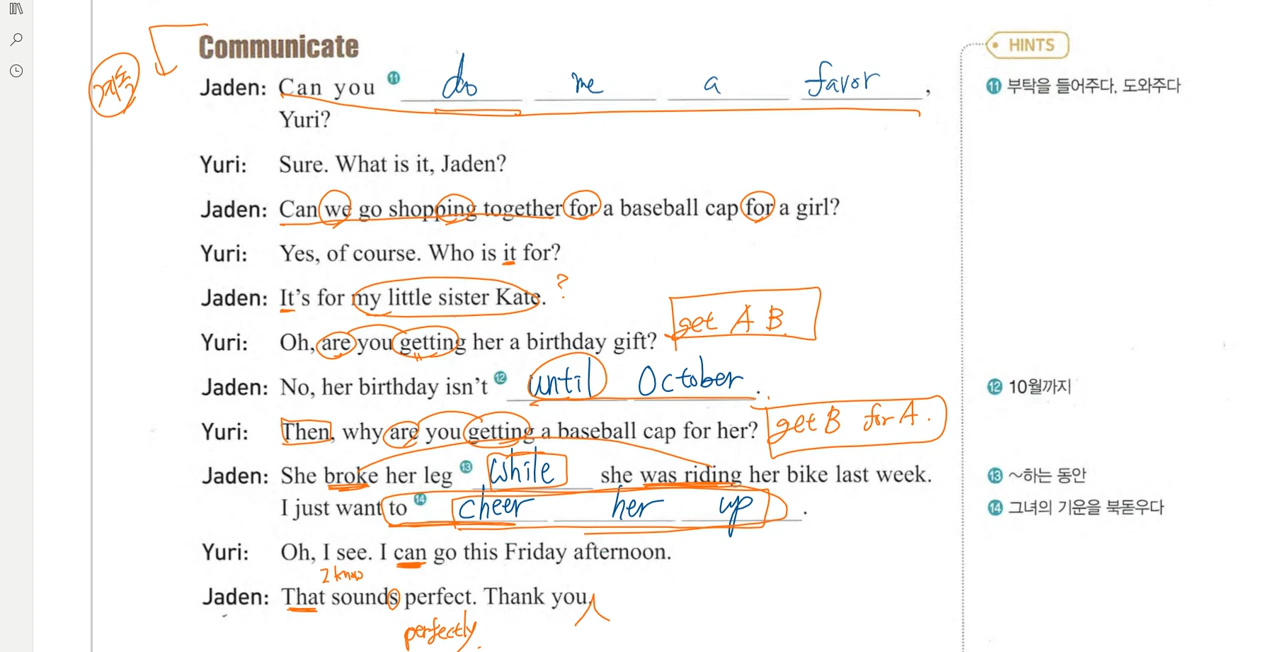 Communicate
HINTS
Jaden: Can you ⑪ do me a favor,
⑪ 부탁을 들어주다, 도와주다
Yuri?
Yuri: Sure. What is it, Jaden?
Jaden: Can we go shopping together for a baseball cap for a girl?
Yuri: Yes, of course. Who is it for?
Jaden: It's for my little sister Kate. ?
get A B
Yuri: Oh, are you getting her a birthday gift?
Jaden: No, her birthday isn't ⑫ until October.
⑫ 10월까지
Yuri: Then, why are you getting a baseball cap for her? get B for A.
Jaden: She broke her leg ⑬ while she was riding her bike last week.
⑬ ~하는 동안
I just want to ⑭ cheer her up.
⑭ 그녀의 기운을 북돋우다
Yuri: Oh, I see. I can go this Friday afternoon.
I know
Jaden: That sounds perfect. Thank you.
perfectly.